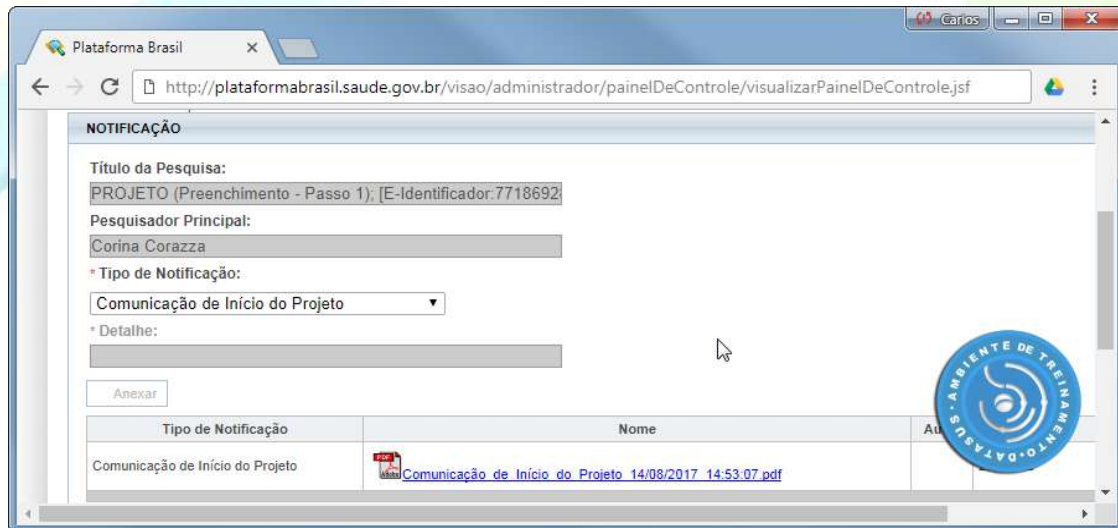 Carlos
Plataforma Brasil
http://plataformabrasil.saude.gov.br/visao/administrador/painelDeControle/visualizarPainelDeControle.jsf
NOTIFICAÇÃO
Título da Pesquisa:
PROJETO (Preenchimento - Passo 1); [E-Identificador:7718692
Pesquisador Principal:
Corina Corazza
* Tipo de Notificação:
Comunicação de Início do Projeto
* Detalhe:
Anexar
Tipo de Notificação Nome Au
Comunicação de Início do Projeto Comunicação_de_Início_do_Projeto_14/08/2017_14:53:07.pdf
AMBIENTE DE TREINAMENTO
DATASUS